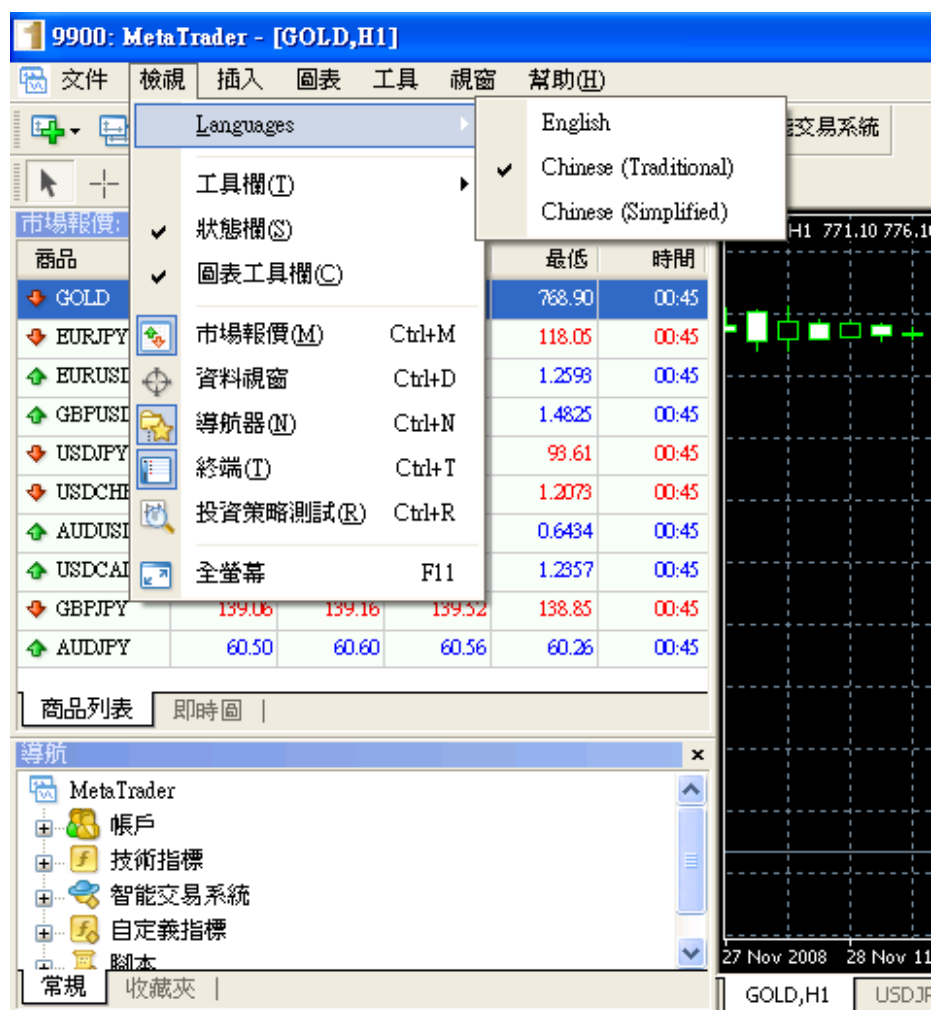 9900: MetaTrader - [GOLD,H1]
文件 檢視 插入 圖表 工具 視窗 幫助(H)
Languages
English
Chinese (Traditional)
Chinese (Simplified)
交易系統
工具欄(T)
狀態欄(S)
圖表工具欄(C)
市場報價(M) Ctrl+M
資料視窗 Ctrl+D
導航器(N) Ctrl+N
終端(T) Ctrl+T
投資策略測試(R) Ctrl+R
全螢幕 F11
市場報價:
商品 最低 時間
GOLD 768.90 00:45
EURJPY 118.05 00:45
EURUSD 1.2593 00:45
GBPUSD 1.4825 00:45
USDJPY 93.61 00:45
USDCHF 1.2073 00:45
AUDUSD 0.6434 00:45
USDCAD 1.2357 00:45
GBPJPY 139.06 139.16 139.52 138.85 00:45
AUDJPY 60.50 60.60 60.56 60.26 00:45
商品列表 即時圖
導航
MetaTrader
帳戶
技術指標
智能交易系統
自定義指標
腳本
常規 收藏夾
H1 771.10 776.10
27 Nov 2008 28 Nov 11
GOLD,H1 USDJP